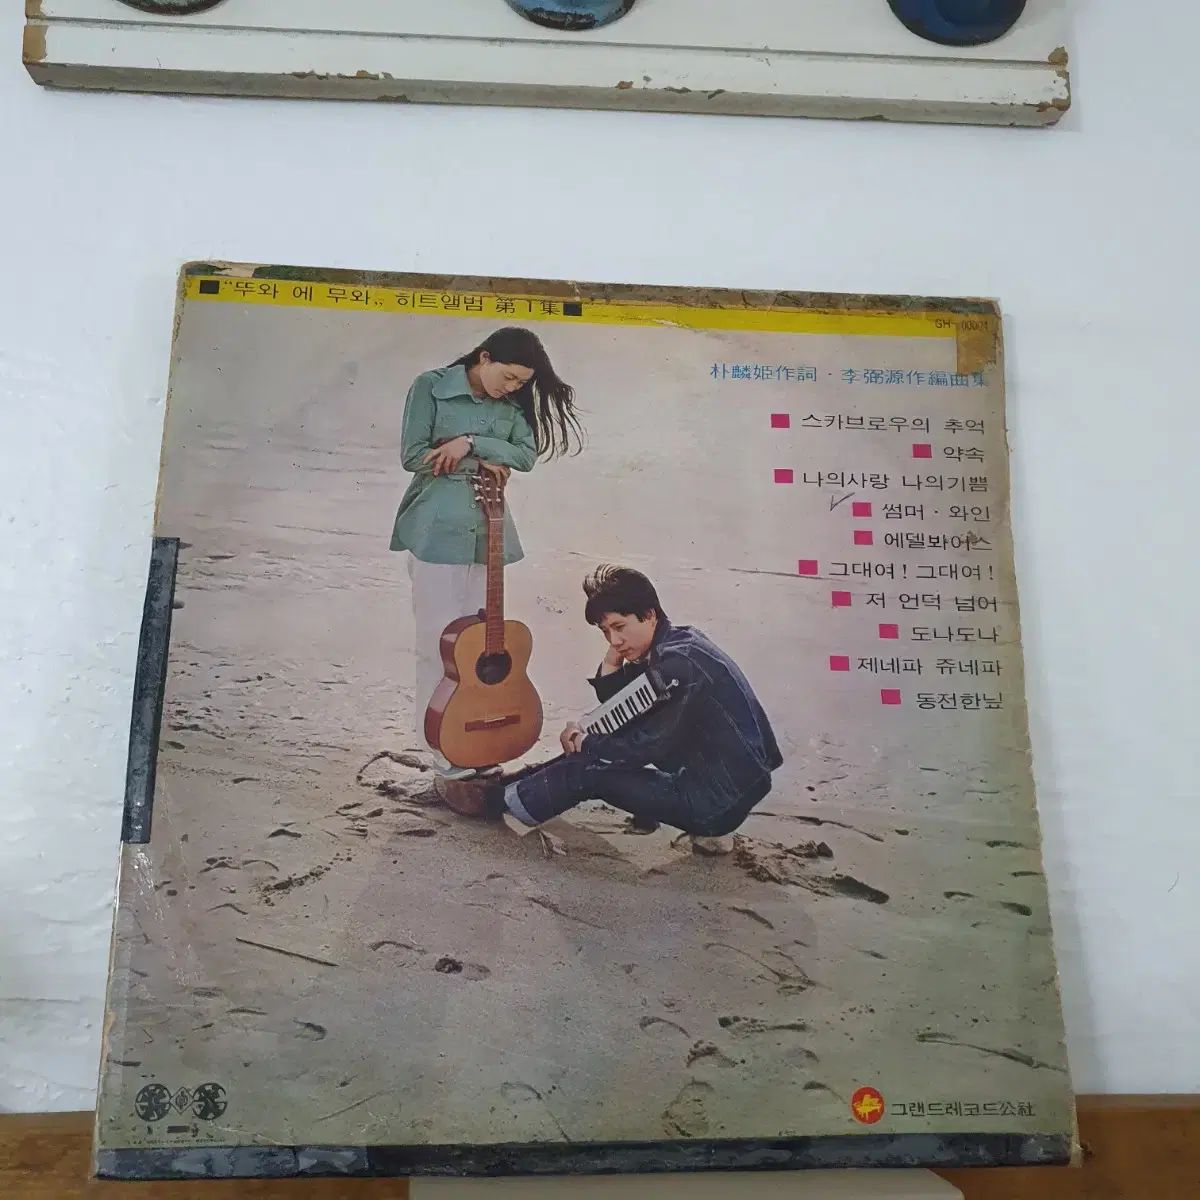 ■“뚜와 에 무와„ 히트앨범 第1集■
朴麟姬作詞·李弼源作編曲集
■ 스카브로우의 추억
■ 약속
■ 나의사랑 나의기쁨
■ 썸머·와인
■ 에델봐이스
■ 그대여! 그대여!
■ 저 언덕 넘어
■ 도나도나
■ 제네파 쥬네파
■ 동전한닢
그랜드레코드公社